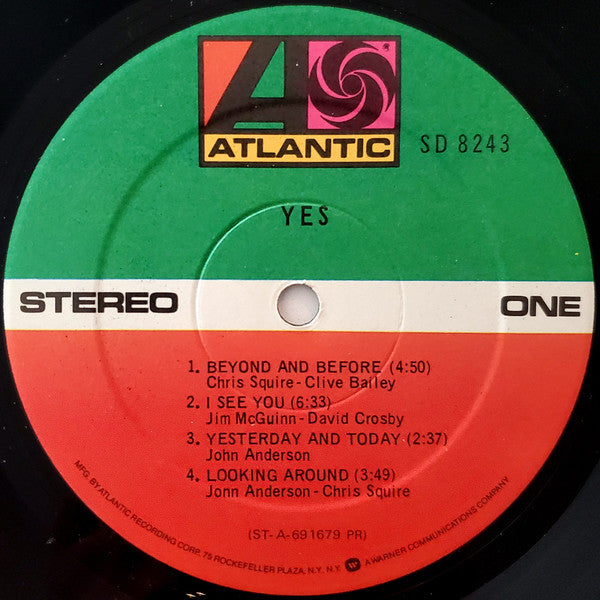 ATLANTIC
®
SD 8243
YES
STEREO
ONE
1. BEYOND AND BEFORE (4:50)
Chris Squire - Clive Bailey
2. I SEE YOU (6:33)
Jim McGuinn - David Crosby
3. YESTERDAY AND TODAY (2:37)
John Anderson
4. LOOKING AROUND (3:49)
Jonn Anderson - Chris Squire
(ST-A-691679 PR)
MFG. BY ATLANTIC RECORDING CORP., 75 ROCKEFELLER PLAZA, N.Y. N.Y. A WARNER COMMUNICATIONS COMPANY